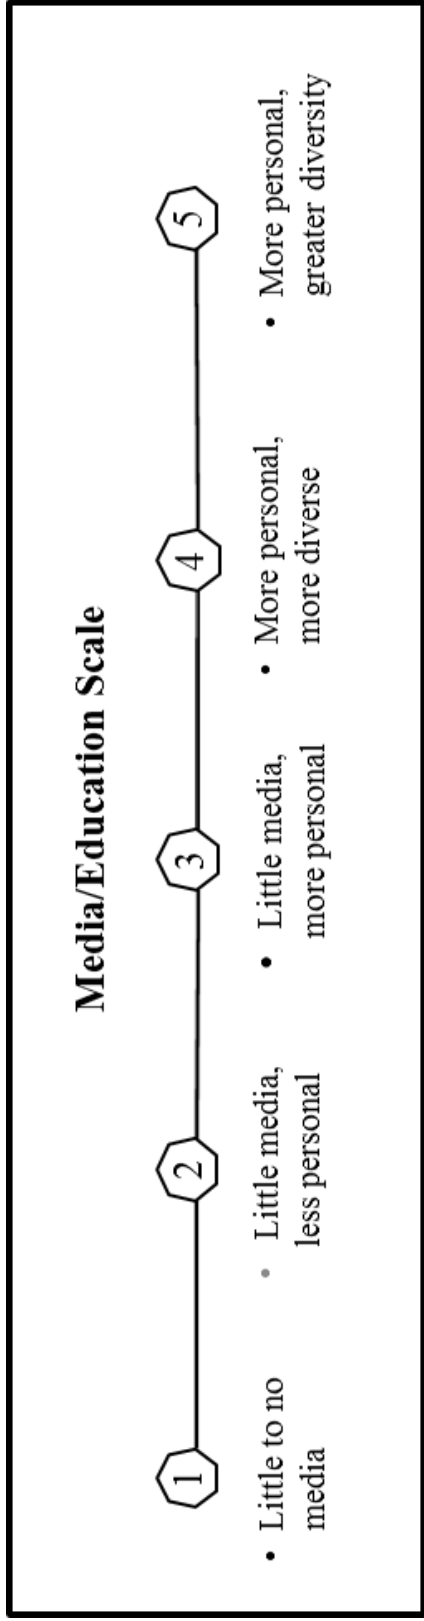 Media/Education Scale
1
2
3
4
5
• Little to no
media
• Little media,
less personal
• Little media,
more personal
• More personal,
more diverse
• More personal,
greater diversity